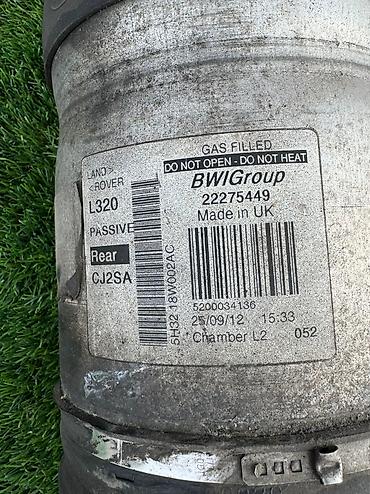 GAS FILLED
DO NOT OPEN - DO NOT HEAT
LAND
ROVER
BWIGroup
L320
22275449
Made in UK
PASSIVE
Rear
CJ2SA
5H32 18W002AC
5200034136
25/09/12 15:33
Chamber L2 052